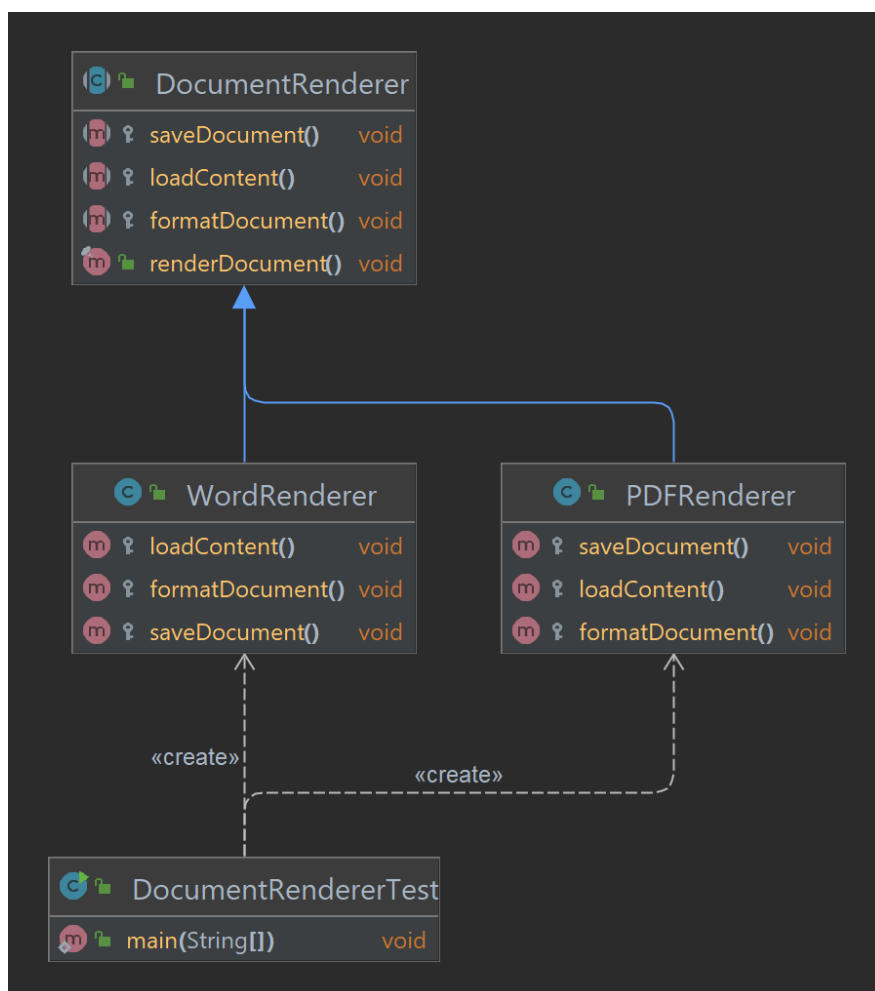 DocumentRenderer
saveDocument() void
loadContent() void
formatDocument() void
renderDocument() void
WordRenderer
loadContent() void
formatDocument() void
saveDocument() void
PDFRenderer
saveDocument() void
loadContent() void
formatDocument() void
«create»
«create»
DocumentRendererTest
main(String[]) void